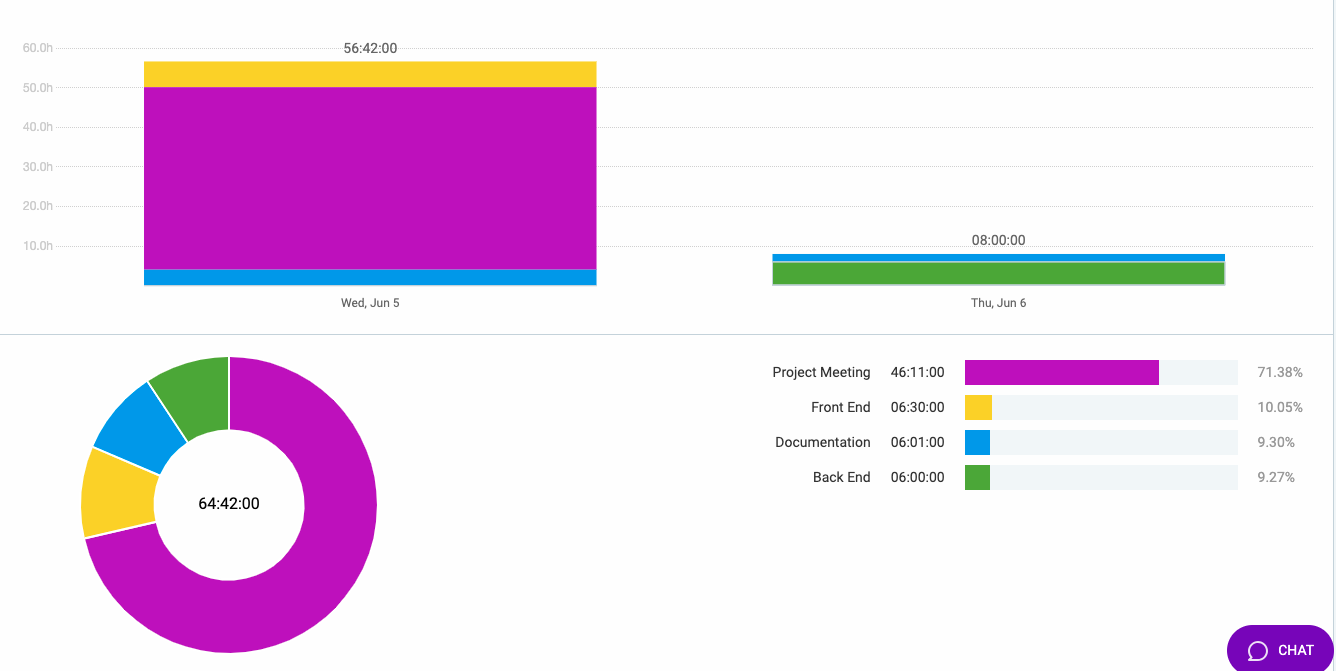 60.0h
56:42:00
50.0h
40.0h
30.0h
20.0h
10.0h
08:00:00
Wed, Jun 5
Thu, Jun 6
64:42:00
Project Meeting 46:11:00 71.38%
Front End 06:30:00 10.05%
Documentation 06:01:00 9.30%
Back End 06:00:00 9.27%
CHAT